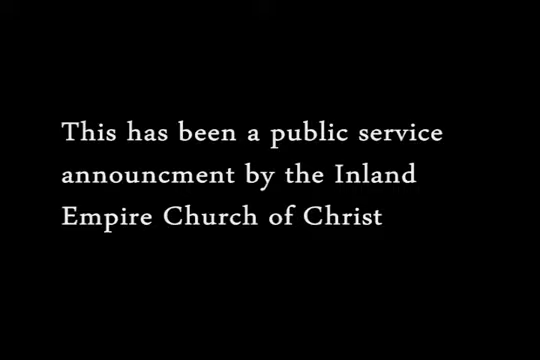 This has been a public service
announcment by the Inland
Empire Church of Christ